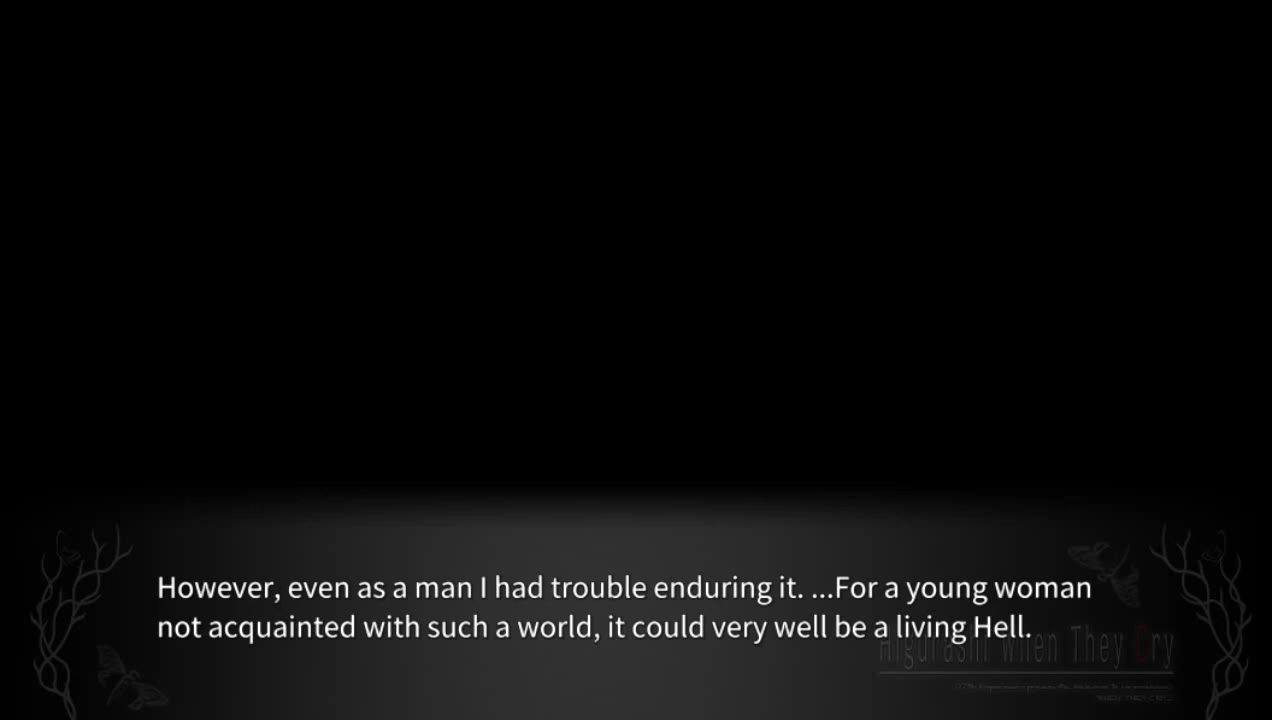 However, even as a man I had trouble enduring it. ...For a young woman
not acquainted with such a world, it could very well be a living Hell.
Higurashi When They Cry